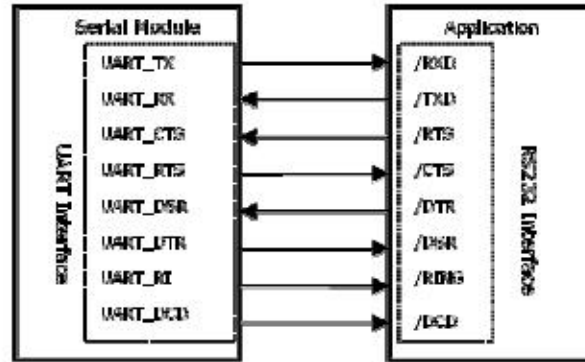 Serial Module
Application
UART_TX
/RXD
UART_RX
/TXD
UART_CTS
/RTS
UART_RTS
/CTS
UART_DSR
/DTR
UART_DTR
/DSR
UART_RI
/RING
UART_DCD
/DCD
UART Interface
RS232 Interface